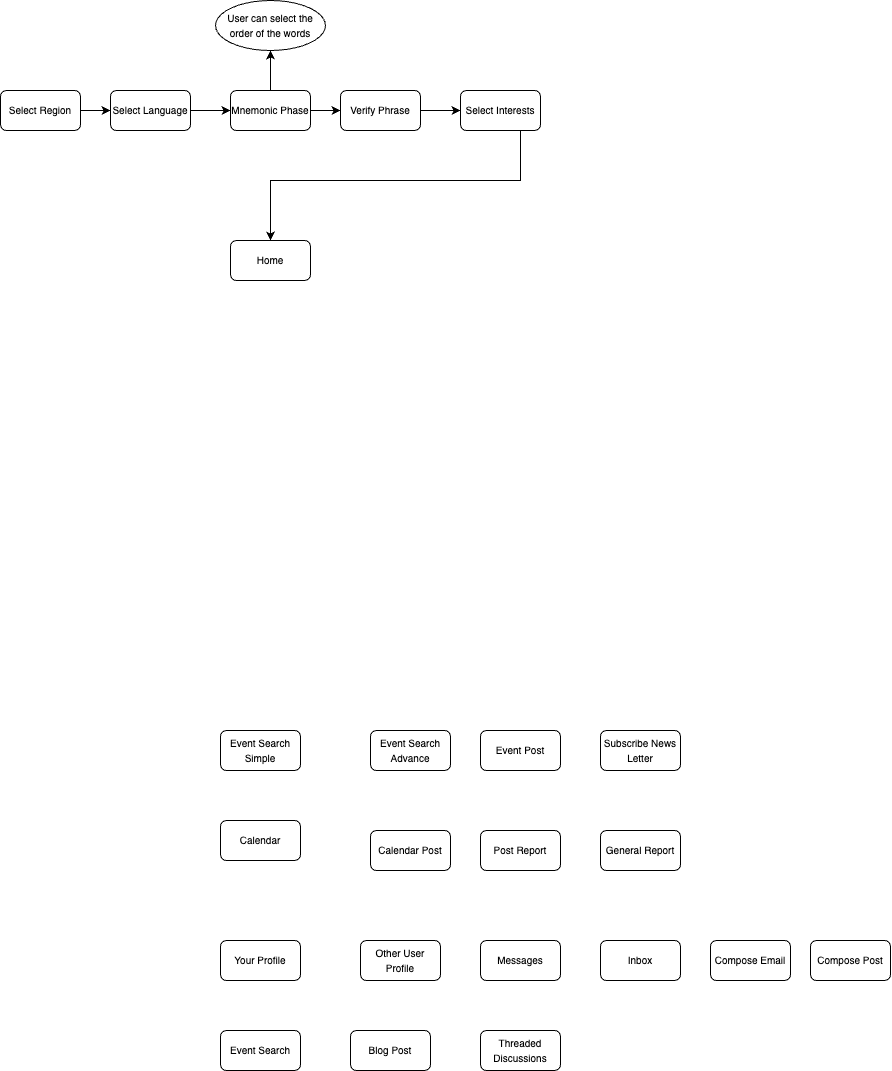 User can select the
order of the words
Select Region
Select Language
Mnemonic Phase
Verify Phrase
Select Interests
Home
Event Search
Simple
Event Search
Advance
Event Post
Subscribe News
Letter
Calendar
Calendar Post
Post Report
General Report
Your Profile
Other User
Profile
Messages
Inbox
Compose Email
Compose Post
Event Search
Blog Post
Threaded
Discussions